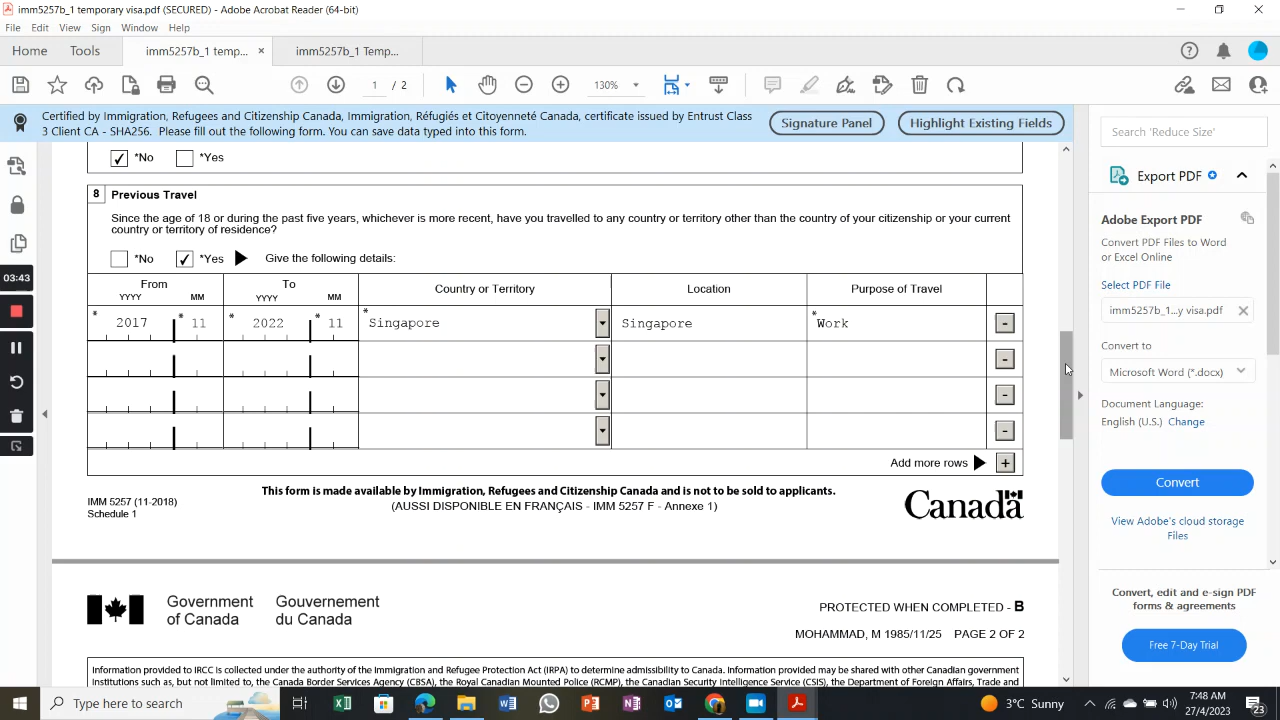 imm5257b_1 temporary visa.pdf (SECURED) - Adobe Acrobat Reader (64-bit)
File Edit View Sign Window Help
Home Tools imm5257b_1 temp... × imm5257b_1 Temp...
1 / 2 130%
Certified by Immigration, Refugees and Citizenship Canada, Immigration, Réfugiés et Citoyenneté Canada, certificate issued by Entrust Class
3 Client CA - SHA256. Please fill out the following form. You can save data typed into this form.
Signature Panel Highlight Existing Fields
Search 'Reduce Size'
*No *Yes
Export PDF
8 Previous Travel
Since the age of 18 or during the past five years, whichever is more recent, have you travelled to any country or territory other than the country of your citizenship or your current
country or territory of residence?
*No *Yes Give the following details:
From To Country or Territory Location Purpose of Travel
YYYY MM YYYY MM
* 2017 * 11 * 2022 * 11 * Singapore Singapore * Work -
-
-
-
Add more rows +
IMM 5257 (11-2018)
Schedule 1
This form is made available by Immigration, Refugees and Citizenship Canada and is not to be sold to applicants.
(AUSSI DISPONIBLE EN FRANÇAIS - IMM 5257 F - Annexe 1)
Canada
Government
of Canada
Gouvernement
du Canada
PROTECTED WHEN COMPLETED - B
MOHAMMAD, M 1985/11/25 PAGE 2 OF 2
Information provided to IRCC is collected under the authority of the Immigration and Refugee Protection Act (IRPA) to determine admissibility to Canada. Information provided may be shared with other Canadian government
institutions such as, but not limited to, the Canada Border Services Agency (CBSA), the Royal Canadian Mounted Police (RCMP), the Canadian Security Intelligence Service (CSIS), the Department of Foreign Affairs, Trade and
03:43
Adobe Export PDF
Convert PDF Files to Word
or Excel Online
Select PDF File
imm5257b_1...y visa.pdf
Convert to
Microsoft Word (*.docx)
Document Language:
English (U.S.) Change
Convert
View Adobe's cloud storage
Files
Convert, edit and e-sign PDF
forms & agreements
Free 7-Day Trial
Type here to search
3°C Sunny
7:48 AM
27/4/2023
23